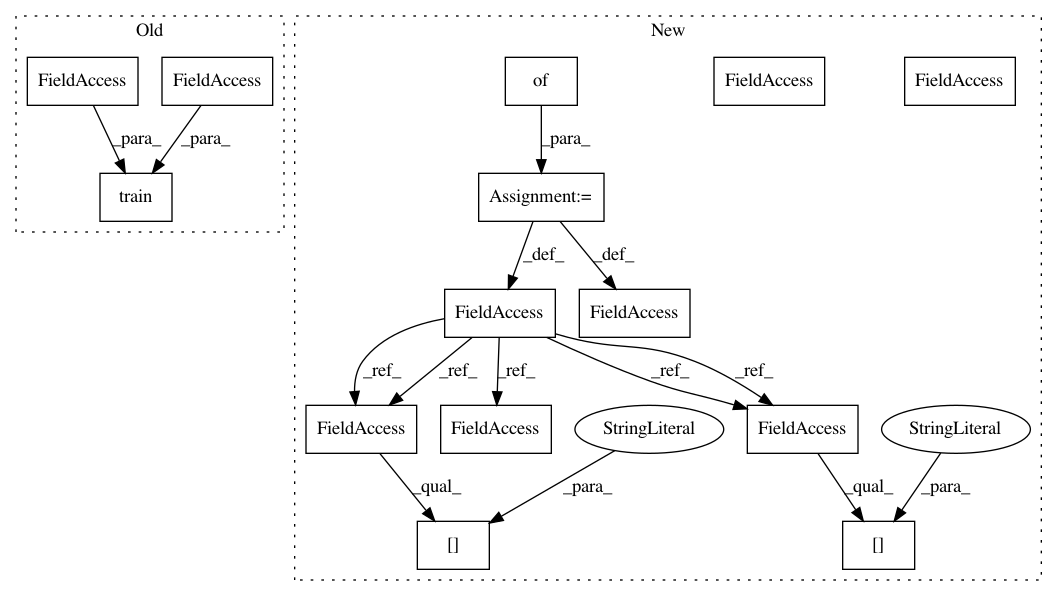 Old
New
FieldAccess
FieldAccess
of
FieldAccess
FieldAccess
_para_
_para_
_para_
train
Assignment:=
_def_
_def_
FieldAccess
FieldAccess
_ref_
_ref_
_ref_
_ref_
_ref_
FieldAccess
FieldAccess
StringLiteral
FieldAccess
StringLiteral
_qual_
_para_
_qual_
_para_
[]
[]